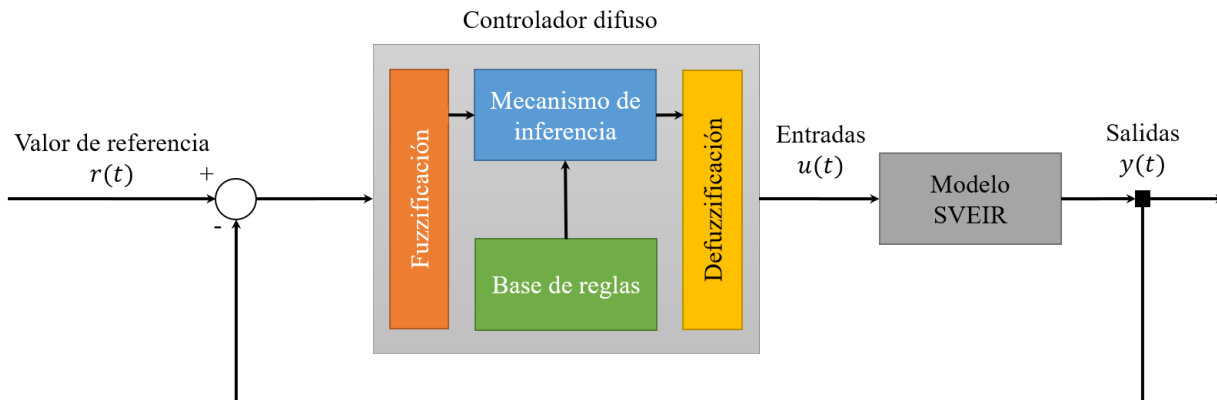 Controlador difuso
Valor de referencia
r(t)
+
-
Fuzzificación
Mecanismo de
inferencia
Base de reglas
Defuzzificación
Entradas
u(t)
Modelo
SVEIR
Salidas
y(t)